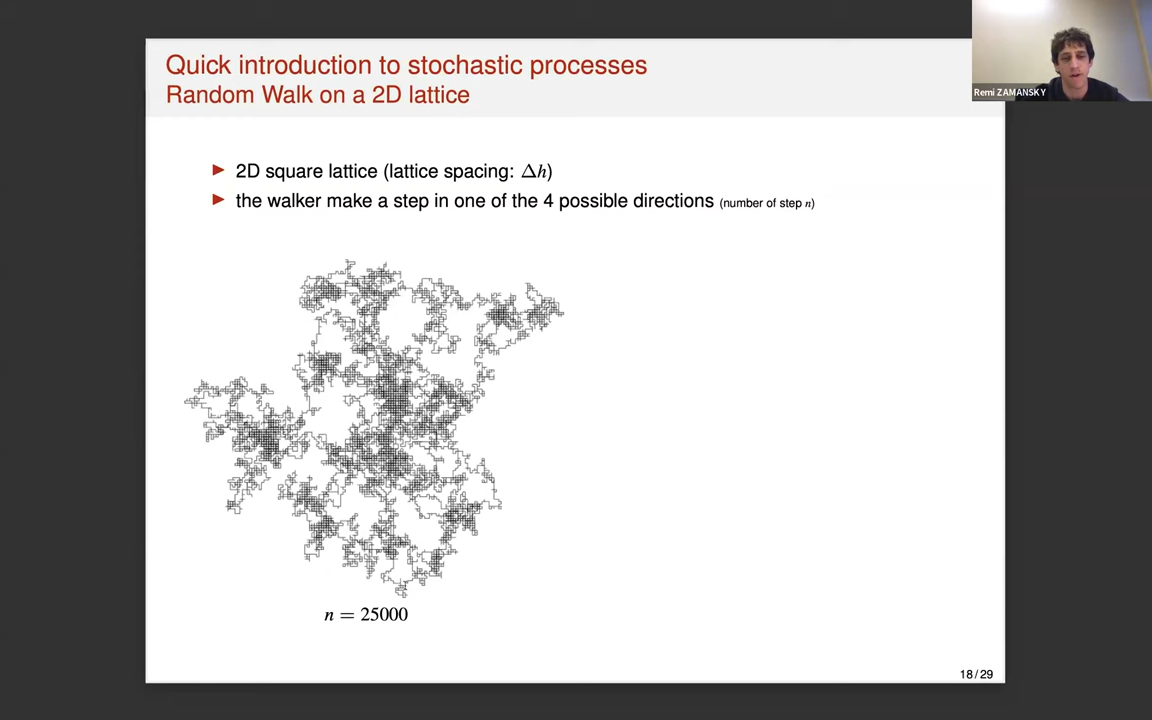 Quick introduction to stochastic processes
Random Walk on a 2D lattice
Remi ZAMANSKY
▶ 2D square lattice (lattice spacing: Δh)
▶ the walker make a step in one of the 4 possible directions (number of step n)
n = 25000
18/29